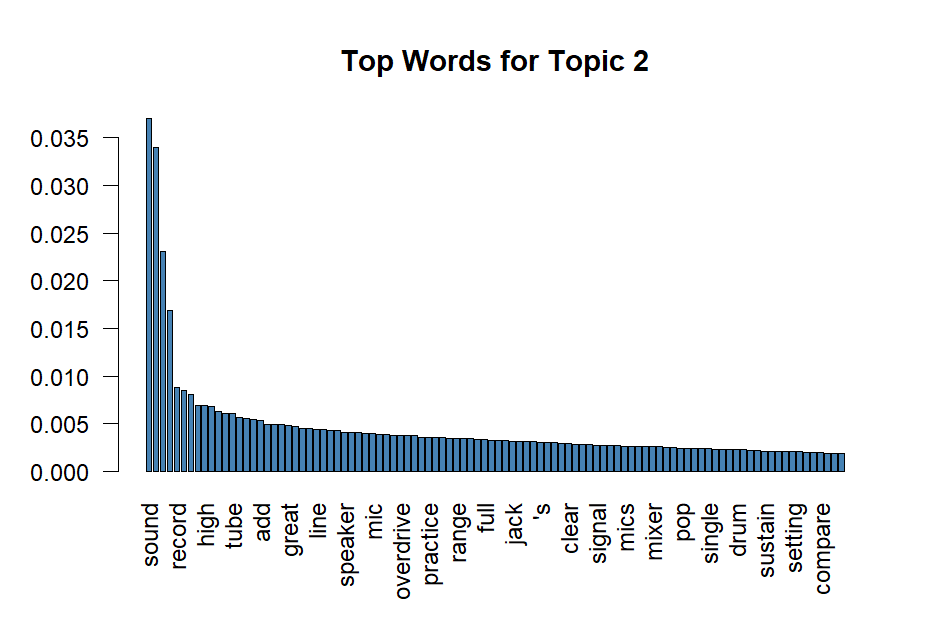 Top Words for Topic 2
0.035
0.030
0.025
0.020
0.015
0.010
0.005
0.000
sound
record
high
tube
add
great
line
speaker
mic
overdrive
practice
range
full
jack
's
clear
signal
mics
mixer
pop
single
drum
sustain
setting
compare